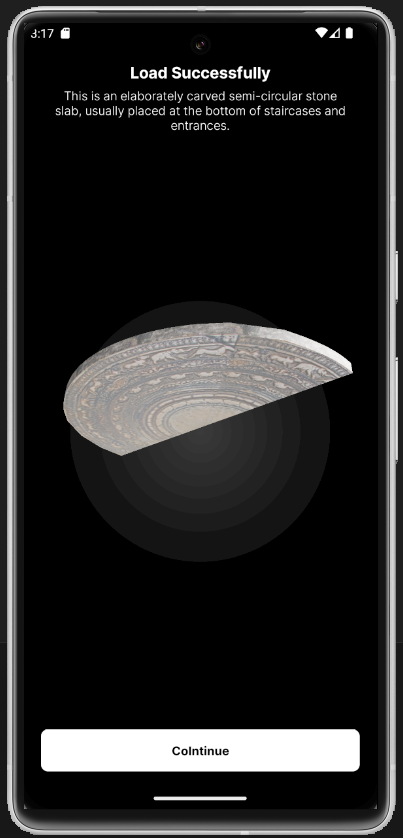 3:17
Load Successfully
This is an elaborately carved semi-circular stone
slab, usually placed at the bottom of staircases and
entrances.
Colntinue